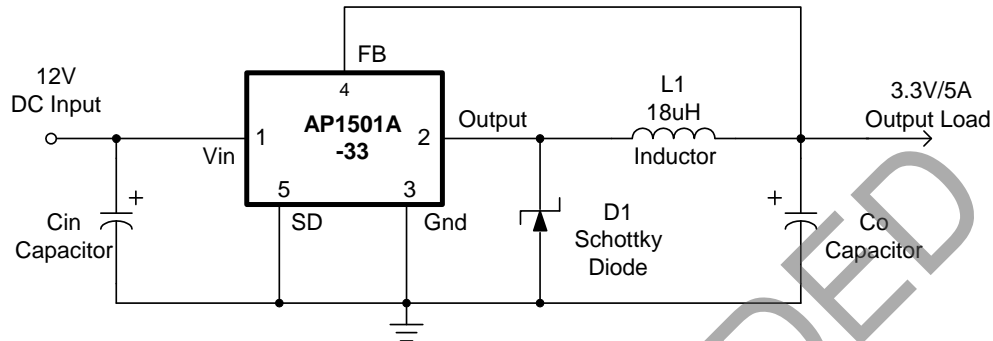 FB
12V
DC Input
4
L1
18uH
3.3V/5A
Output Load
AP1501A
-33
1
2
Output
Vin
Inductor
5
3
SD
Gnd
+
Cin
Capacitor
D1
Schottky
Diode
+
Co
Capacitor
DED